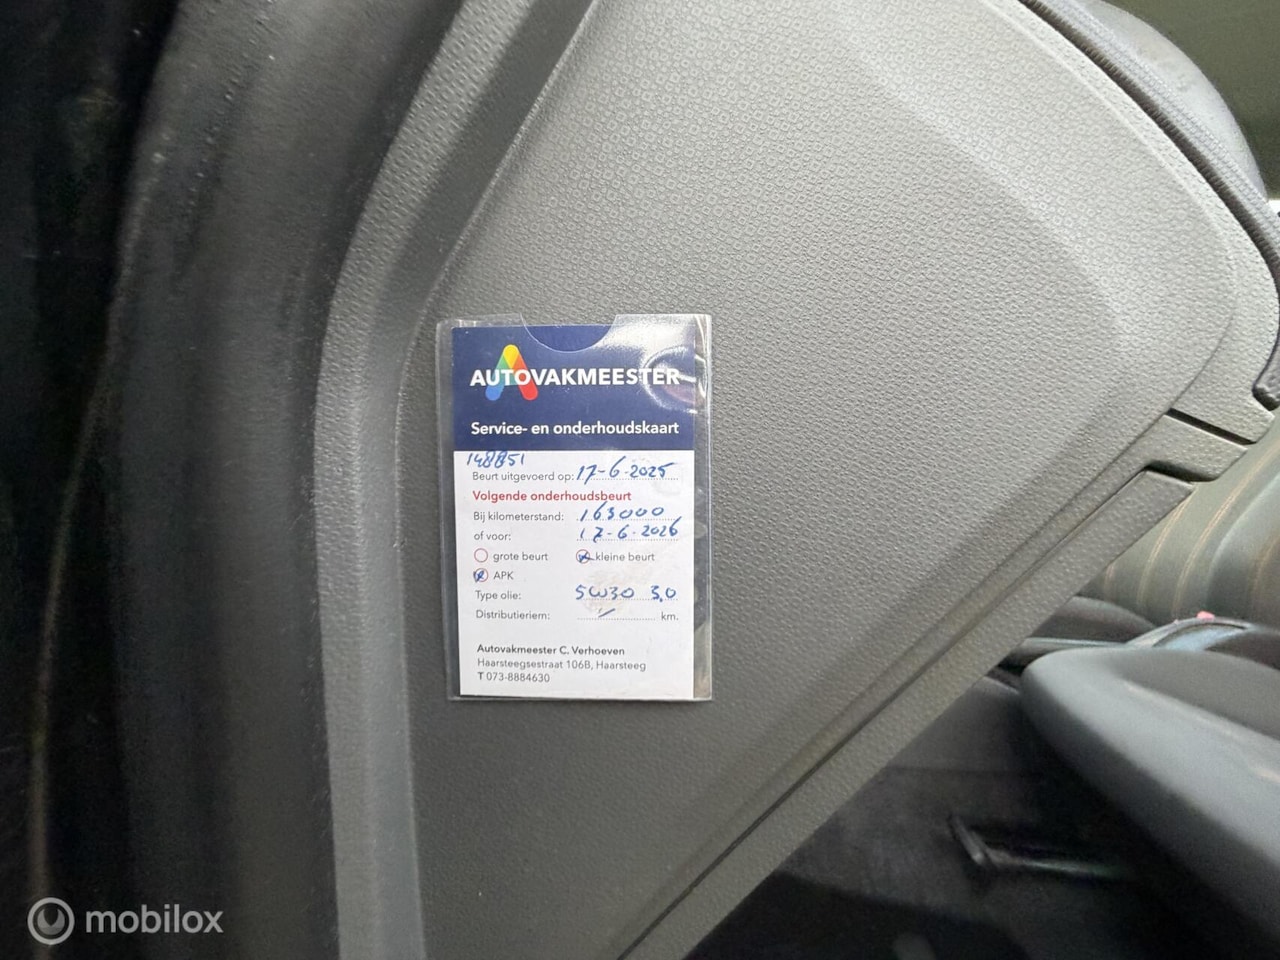 AUTOVAKMEESTER
Service- en onderhoudskaart
148851
Beurt uitgevoerd op: 17-6-2025
Volgende onderhoudsbeurt
Bij kilometerstand: 163000
of voor: 17-6-2026
grote beurt kleine beurt
APK
Type olie: 5W30 3,0
Distributieriem: km.
Autovakmeester C. Verhoeven
Haarsteegsestraat 106B, Haarsteeg
T 073-8884630
mobilox